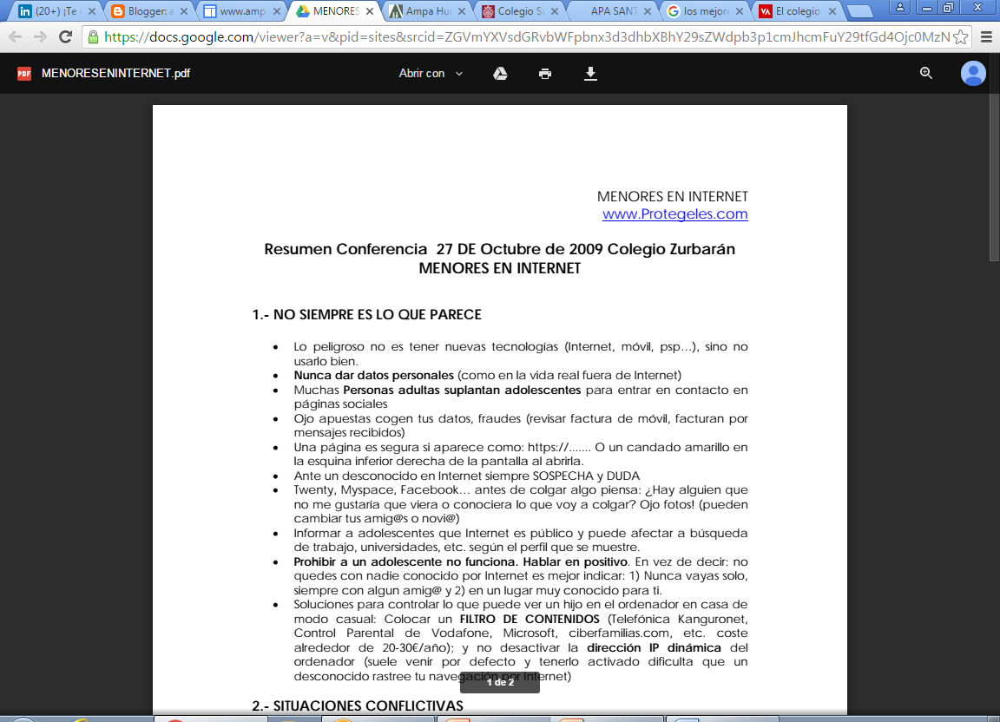 (20+) ¡Te
Blogger: a
www.amp
MENORES
Ampa Hu
Colegio S
APA SANT
los mejore
El colegio
https://docs.google.com/viewer?a=v&pid=sites&srcid=ZGVmYXVsdGRvbWFpbnx3d3dhbXBhY29sZWdpb3p1cmJhcmFuY29tfGd4Ojc0MzN
PDF MENORESENINTERNET.pdf
Abrir con
MENORES EN INTERNET
www.Protegeles.com
Resumen Conferencia 27 DE Octubre de 2009 Colegio Zurbarán
MENORES EN INTERNET
1.- NO SIEMPRE ES LO QUE PARECE
• Lo peligroso no es tener nuevas tecnologías (Internet, móvil, psp...), sino no
usarlo bien.
• Nunca dar datos personales (como en la vida real fuera de Internet)
• Muchas Personas adultas suplantan adolescentes para entrar en contacto en
páginas sociales
• Ojo apuestas cogen tus datos, fraudes (revisar factura de móvil, facturan por
mensajes recibidos)
• Una página es segura si aparece como: https://....... O un candado amarillo en
la esquina inferior derecha de la pantalla al abrirla.
• Ante un desconocido en Internet siempre SOSPECHA y DUDA
• Twenty, Myspace, Facebook... antes de colgar algo piensa: ¿Hay alguien que
no me gustaría que viera o conociera lo que voy a colgar? Ojo fotos! (pueden
cambiar tus amig@s o novi@)
• Informar a adolescentes que Internet es público y puede afectar a búsqueda
de trabajo, universidades, etc. según el perfil que se muestre.
• Prohibir a un adolescente no funciona. Hablar en positivo. En vez de decir: no
quedes con nadie conocido por Internet es mejor indicar: 1) Nunca vayas solo,
siempre con algun amig@ y 2) en un lugar muy conocido para ti.
• Soluciones para controlar lo que puede ver un hijo en el ordenador en casa de
modo casual: Colocar un FILTRO DE CONTENIDOS (Telefónica Kanguronet,
Control Parental de Vodafone, Microsoft, ciberfamilias.com, etc. coste
alrededor de 20-30€/año); y no desactivar la dirección IP dinámica del
ordenador (suele venir por defecto y tenerlo activado dificulta que un
desconocido rastree tu navegación por Internet)
1 de 2
2.- SITUACIONES CONFLICTIVAS